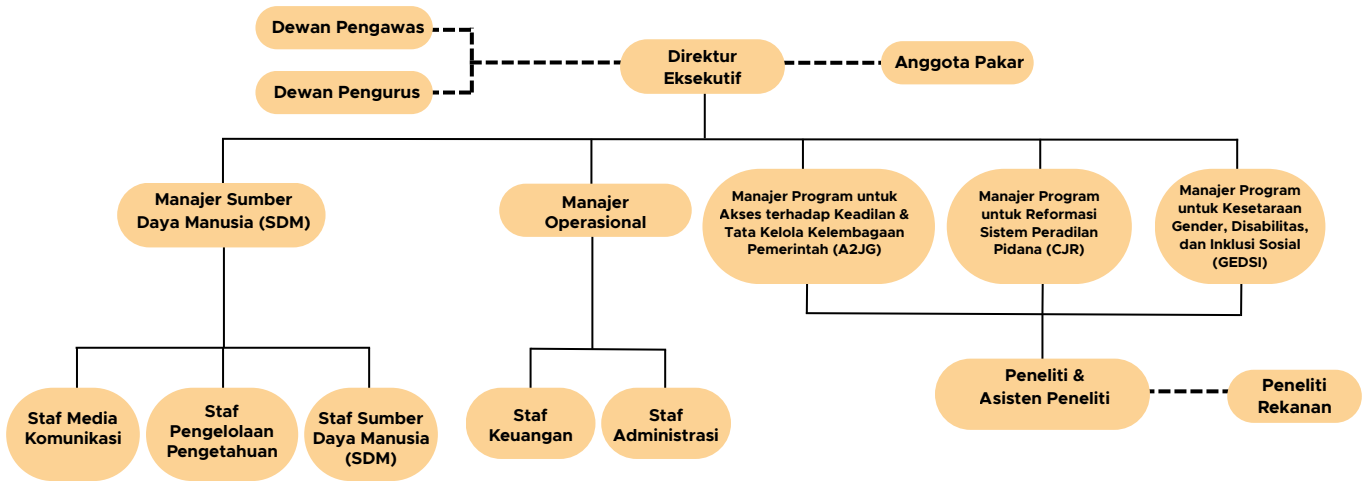 Dewan Pengawas
Dewan Pengurus
Direktur
Eksekutif
Anggota Pakar
Manajer Sumber
Daya Manusia (SDM)
Manajer
Operasional
Manajer Program untuk
Akses terhadap Keadilan &
Tata Kelola Kelembagaan
Pemerintah (A2JG)
Manajer Program
untuk Reformasi
Sistem Peradilan
Pidana (CJR)
Manajer Program
untuk Kesetaraan
Gender, Disabilitas,
dan Inklusi Sosial
(GEDSI)
Staf Media
Komunikasi
Staf
Pengelolaan
Pengetahuan
Staf Sumber
Daya Manusia
(SDM)
Staf
Keuangan
Staf
Administrasi
Peneliti &
Asisten Peneliti
Peneliti
Rekanan